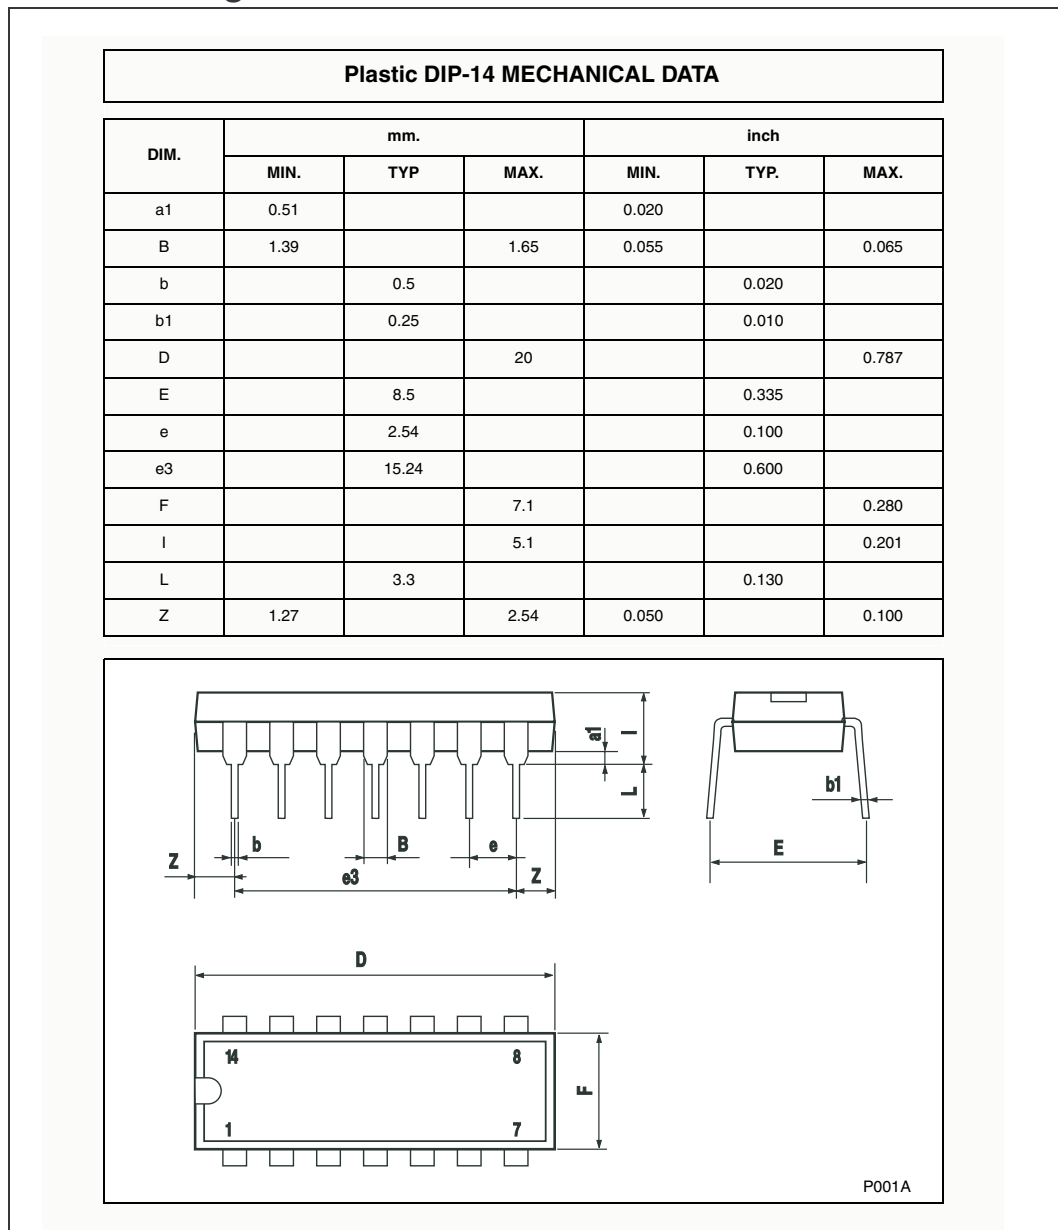 Plastic DIP-14 MECHANICAL DATA
DIM. mm. inch
MIN. TYP MAX. MIN. TYP. MAX.
a1 0.51 0.020
B 1.39 1.65 0.055 0.065
b 0.5 0.020
b1 0.25 0.010
D 20 0.787
E 8.5 0.335
e 2.54 0.100
e3 15.24 0.600
F 7.1 0.280
I 5.1 0.201
L 3.3 0.130
Z 1.27 2.54 0.050 0.100
a1 I
L b1
Z b B e E
e3 Z
D
14 8
F
1 7
P001A